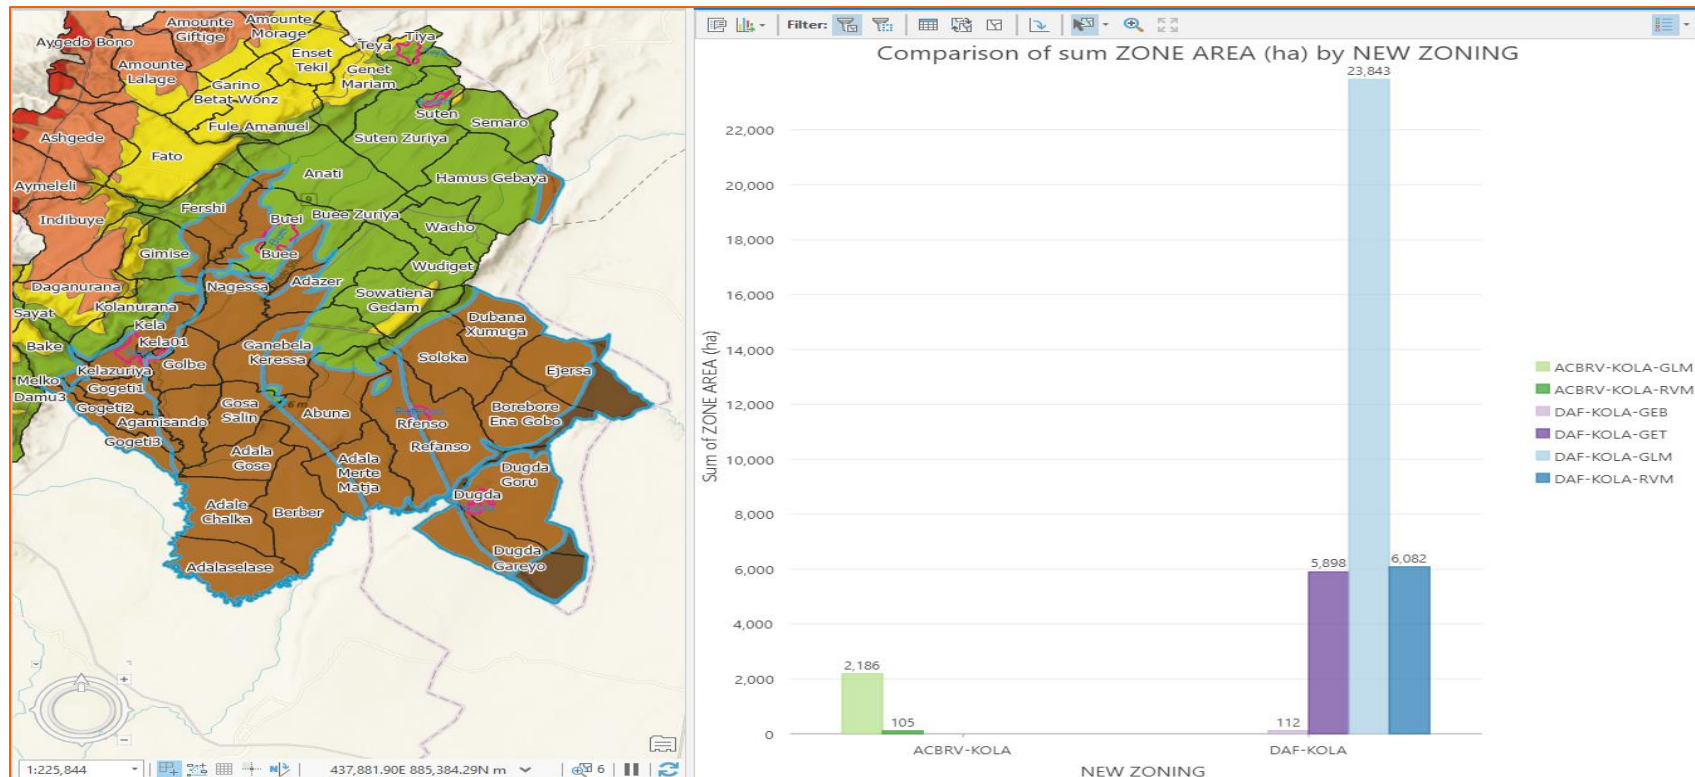 Aygedo Bono
Amounte
Giftige
Amounte
Morage
Amounte
Lalage
Enset
Tekil
Teya
Tiya
Genet
Mariam
Garino
Betat Wonz
Suten
Semaro
Ashgede
Fule Amanuel
Suten Zuriya
Fato
Anati
Hamus Gebaya
Aymeleli
Fershi
Indibuye
Buei
Buee Zuriya
Wacho
Gimise
Buee
Wudiget
Daganurana
Nagessa
Adazer
Sowatiena
Gedam
Kolanurana
Sayat
Kela
Dubana
Xumuga
Bake
Kela01
Ganebela
Keressa
Soloka
Kelazuriya
Golbe
Ejersa
Melko
Damu3
Gogeti1
Gogeti2
Gosa
Salin
Abuna
Borebore
Ena Gobo
Agamisando
Rfenso
Gogeti3
Refanso
Adala
Gose
Adala
Merte
Matja
Dugda
Goru
Dugda
Adale
Chalka
Berber
Dugda
Gareyo
Adalaselase
1:225,844
437,881.90E 885,384.29N m
6
Filter:
Comparison of sum ZONE AREA (ha) by NEW ZONING
23,843
22,000
20,000
18,000
16,000
14,000
12,000
10,000
8,000
6,000
4,000
2,000
0
Sum of ZONE AREA (ha)
2,186
105
112
5,898
6,082
ACBRV-KOLA
DAF-KOLA
NEW ZONING
ACBRV-KOLA-GLM
ACBRV-KOLA-RVM
DAF-KOLA-GEB
DAF-KOLA-GET
DAF-KOLA-GLM
DAF-KOLA-RVM